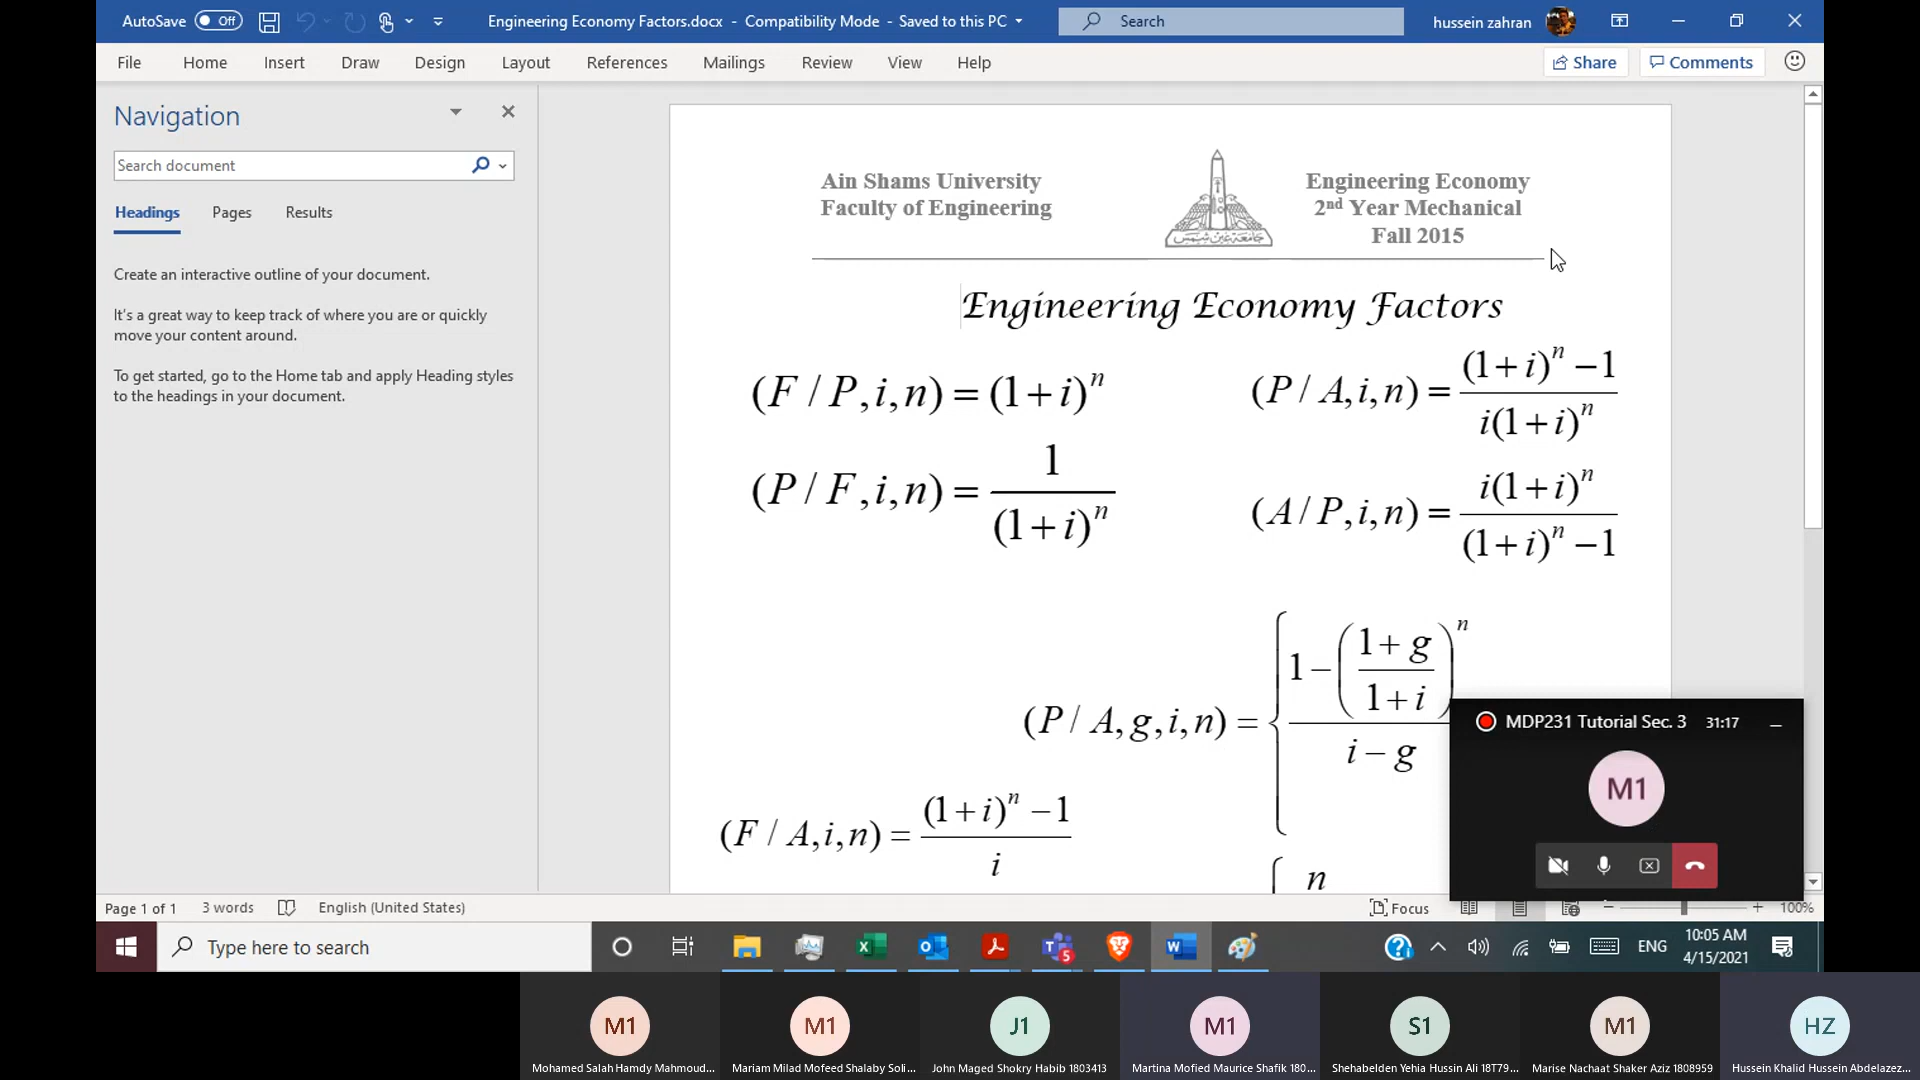 AutoSave Off Engineering Economy Factors.docx - Compatibility Mode - Saved to this PC Search hussein zahran
File Home Insert Draw Design Layout References Mailings Review View Help Share Comments
Navigation
Search document
Headings Pages Results
Create an interactive outline of your document.
It's a great way to keep track of where you are or quickly
move your content around.
To get started, go to the Home tab and apply Heading styles
to the headings in your document.
Ain Shams University
Faculty of Engineering
جامعة عين شمس
Engineering Economy
2nd Year Mechanical
Fall 2015
Engineering Economy Factors
(F / P, i, n) = (1 + i)^n
(P / A, i, n) = ((1 + i)^n − 1) / (i(1 + i)^n)
(P / F, i, n) = 1 / (1 + i)^n
(A / P, i, n) = (i(1 + i)^n) / ((1 + i)^n − 1)
(P / A, g, i, n) = { (1 − ((1 + g) / (1 + i))^n) / (i − g)
(F / A, i, n) = ((1 + i)^n − 1) / i
{ n
MDP231 Tutorial Sec. 3 31:17
M1
Page 1 of 1 3 words English (United States) Focus 100%
Type here to search ENG 10:05 AM
4/15/2021
5
M1 M1 J1 M1 S1 M1 HZ
Mohamed Salah Hamdy Mahmoud...
Mariam Milad Mofeed Shalaby Soli...
John Maged Shokry Habib 1803413
Martina Mofied Maurice Shafik 180...
Shehabelden Yehia Hussin Ali 18T79...
Marise Nachaat Shaker Aziz 1808959
Hussein Khalid Hussein Abdelazez...